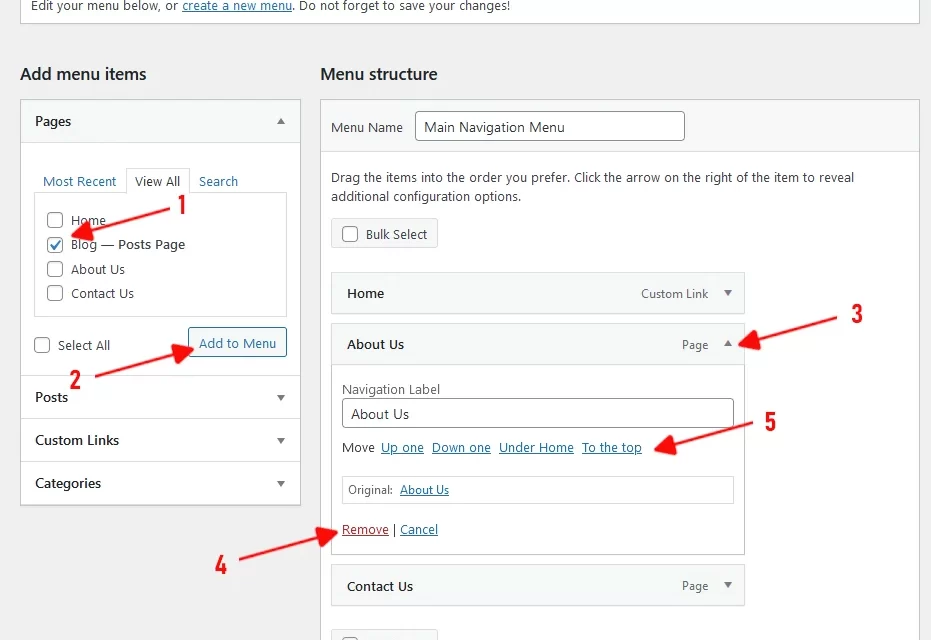 Edit your menu below, or create a new menu. Do not forget to save your changes!
Add menu items
Pages
Most Recent View All Search
1
Home
Blog — Posts Page
About Us
Contact Us
Select All
Add to Menu
2
Posts
Custom Links
Categories
Menu structure
Menu Name Main Navigation Menu
Drag the items into the order you prefer. Click the arrow on the right of the item to reveal
additional configuration options.
Bulk Select
Home Custom Link
3
About Us Page
Navigation Label
About Us
5
Move Up one Down one Under Home To the top
Original: About Us
Remove | Cancel
4
Contact Us Page